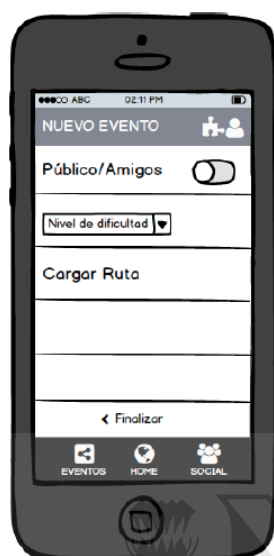 ABC 02:11 PM
NUEVO EVENTO
Público/Amigos
Nivel de dificultad
Cargar Ruta
Finalizar
EVENTOS HOME SOCIAL